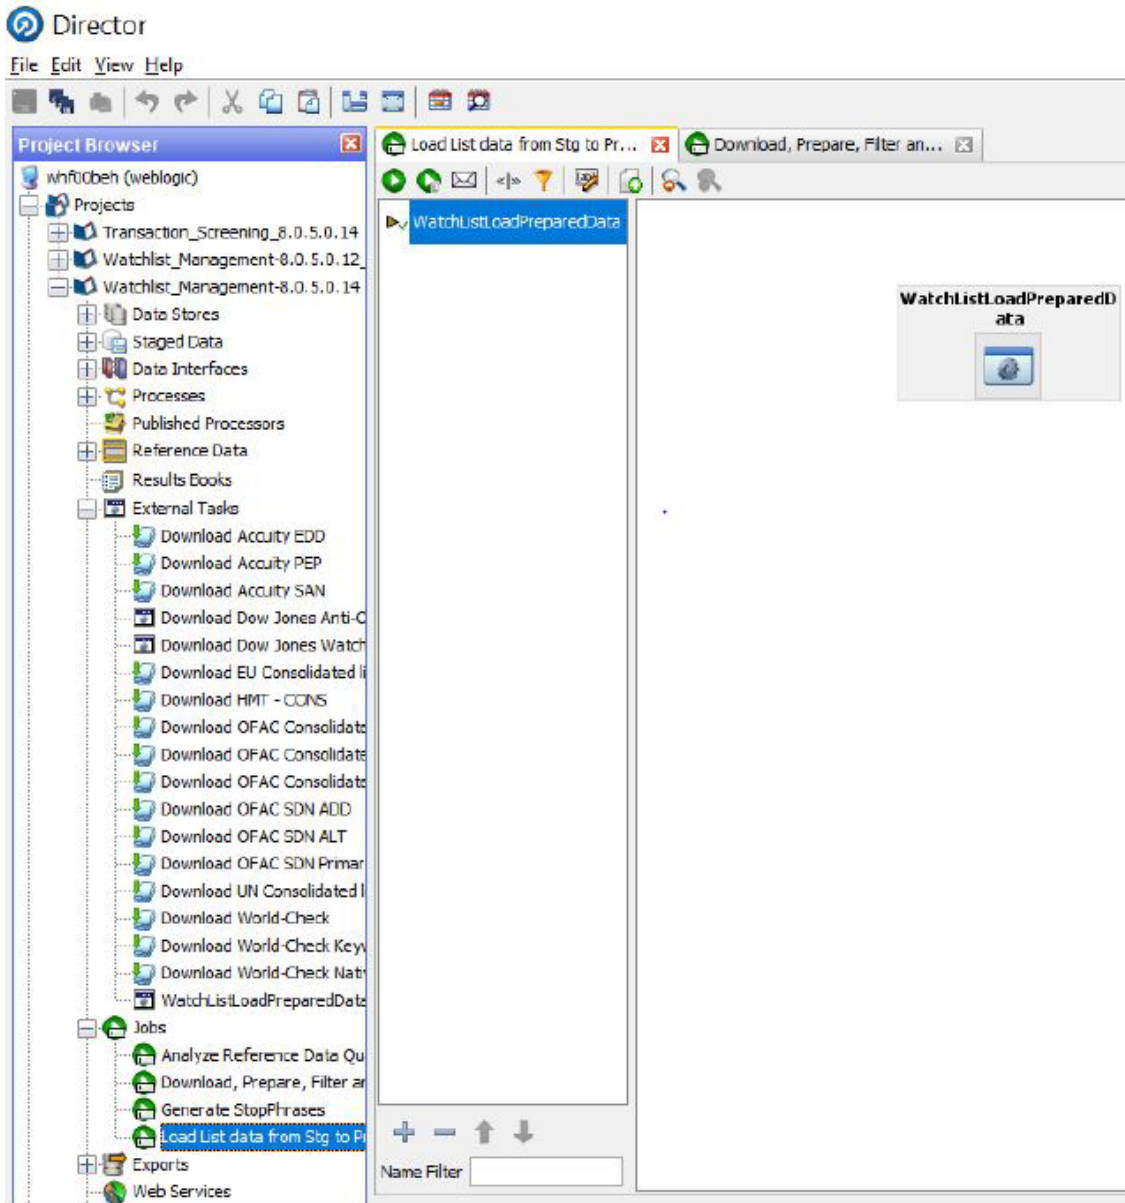 Director
File Edit View Help
Project Browser
Load List data from Stg to Pr...
Download, Prepare, Filter an...
whf00beh (weblogic)
Projects
Transaction_Screening_8.0.5.0.14
Watchlist_Management-8.0.5.0.12_
Watchlist_Management-8.0.5.0.14
Data Stores
Staged Data
Data Interfaces
Processes
Published Processors
Reference Data
Results Books
External Tasks
Download Accuity EDD
Download Accuity PEP
Download Accuity SAN
Download Dow Jones Anti-C
Download Dow Jones Watch
Download EU Consolidated li
Download HMT - CONS
Download OFAC Consolidate
Download OFAC Consolidate
Download OFAC Consolidate
Download OFAC SDN ADD
Download OFAC SDN ALT
Download OFAC SDN Primar
Download UN Consolidated l
Download World-Check
Download World-Check Keyw
Download World-Check Nativ
WatchListLoadPreparedData
Jobs
Analyze Reference Data Qu
Download, Prepare, Filter an
Generate StopPhrases
Load List data from Stg to Pr
Exports
Web Services
WatchListLoadPreparedData
Name Filter
WatchListLoadPreparedD
ata